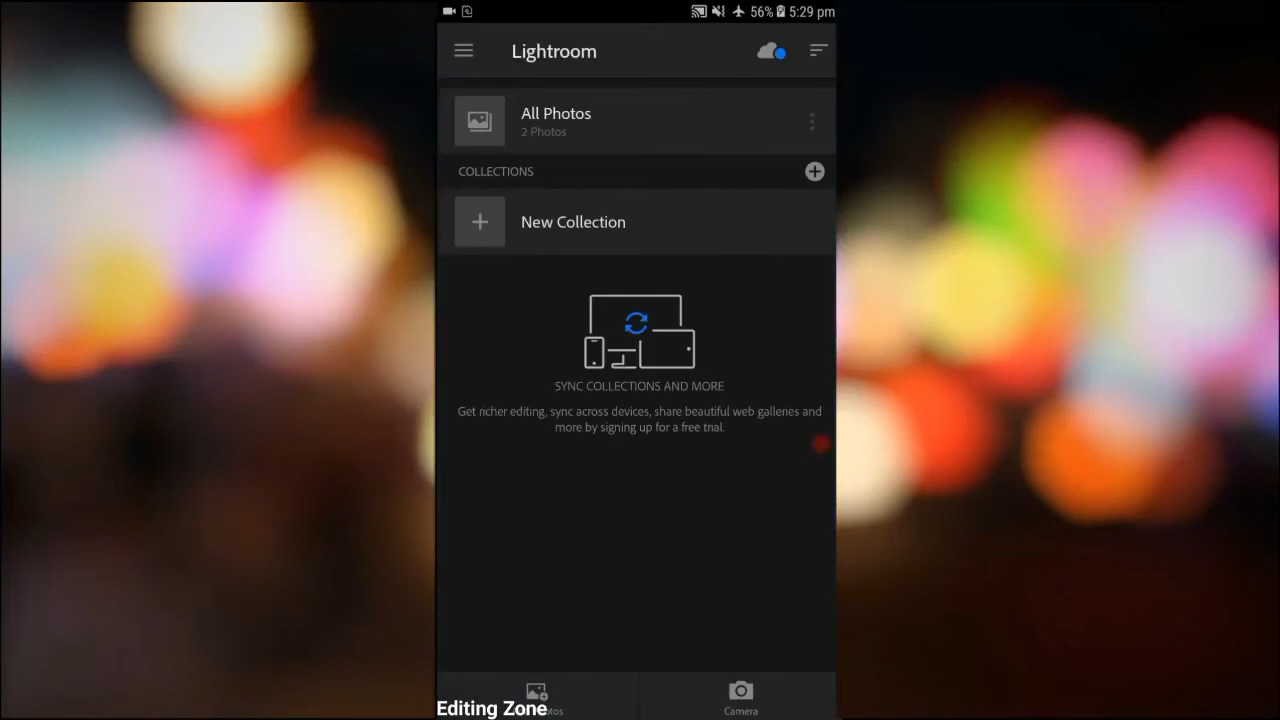 56% 5:29 pm
Lightroom
All Photos
2 Photos
COLLECTIONS
New Collection
SYNC COLLECTIONS AND MORE
Get richer editing, sync across devices, share beautiful web galleries and
more by signing up for a free trial.
Editing Zone
Camera